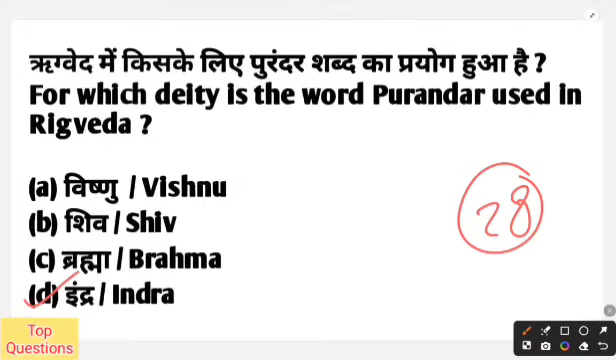 ऋग्वेद में किसके लिए पुरंदर शब्द का प्रयोग हुआ है ?
For which deity is the word Purandar used in
Rigveda ?
(a) विष्णु / Vishnu
(b) शिव / Shiv
(c) ब्रह्मा / Brahma
(d) इंद्र / Indra
28
Top
Questions